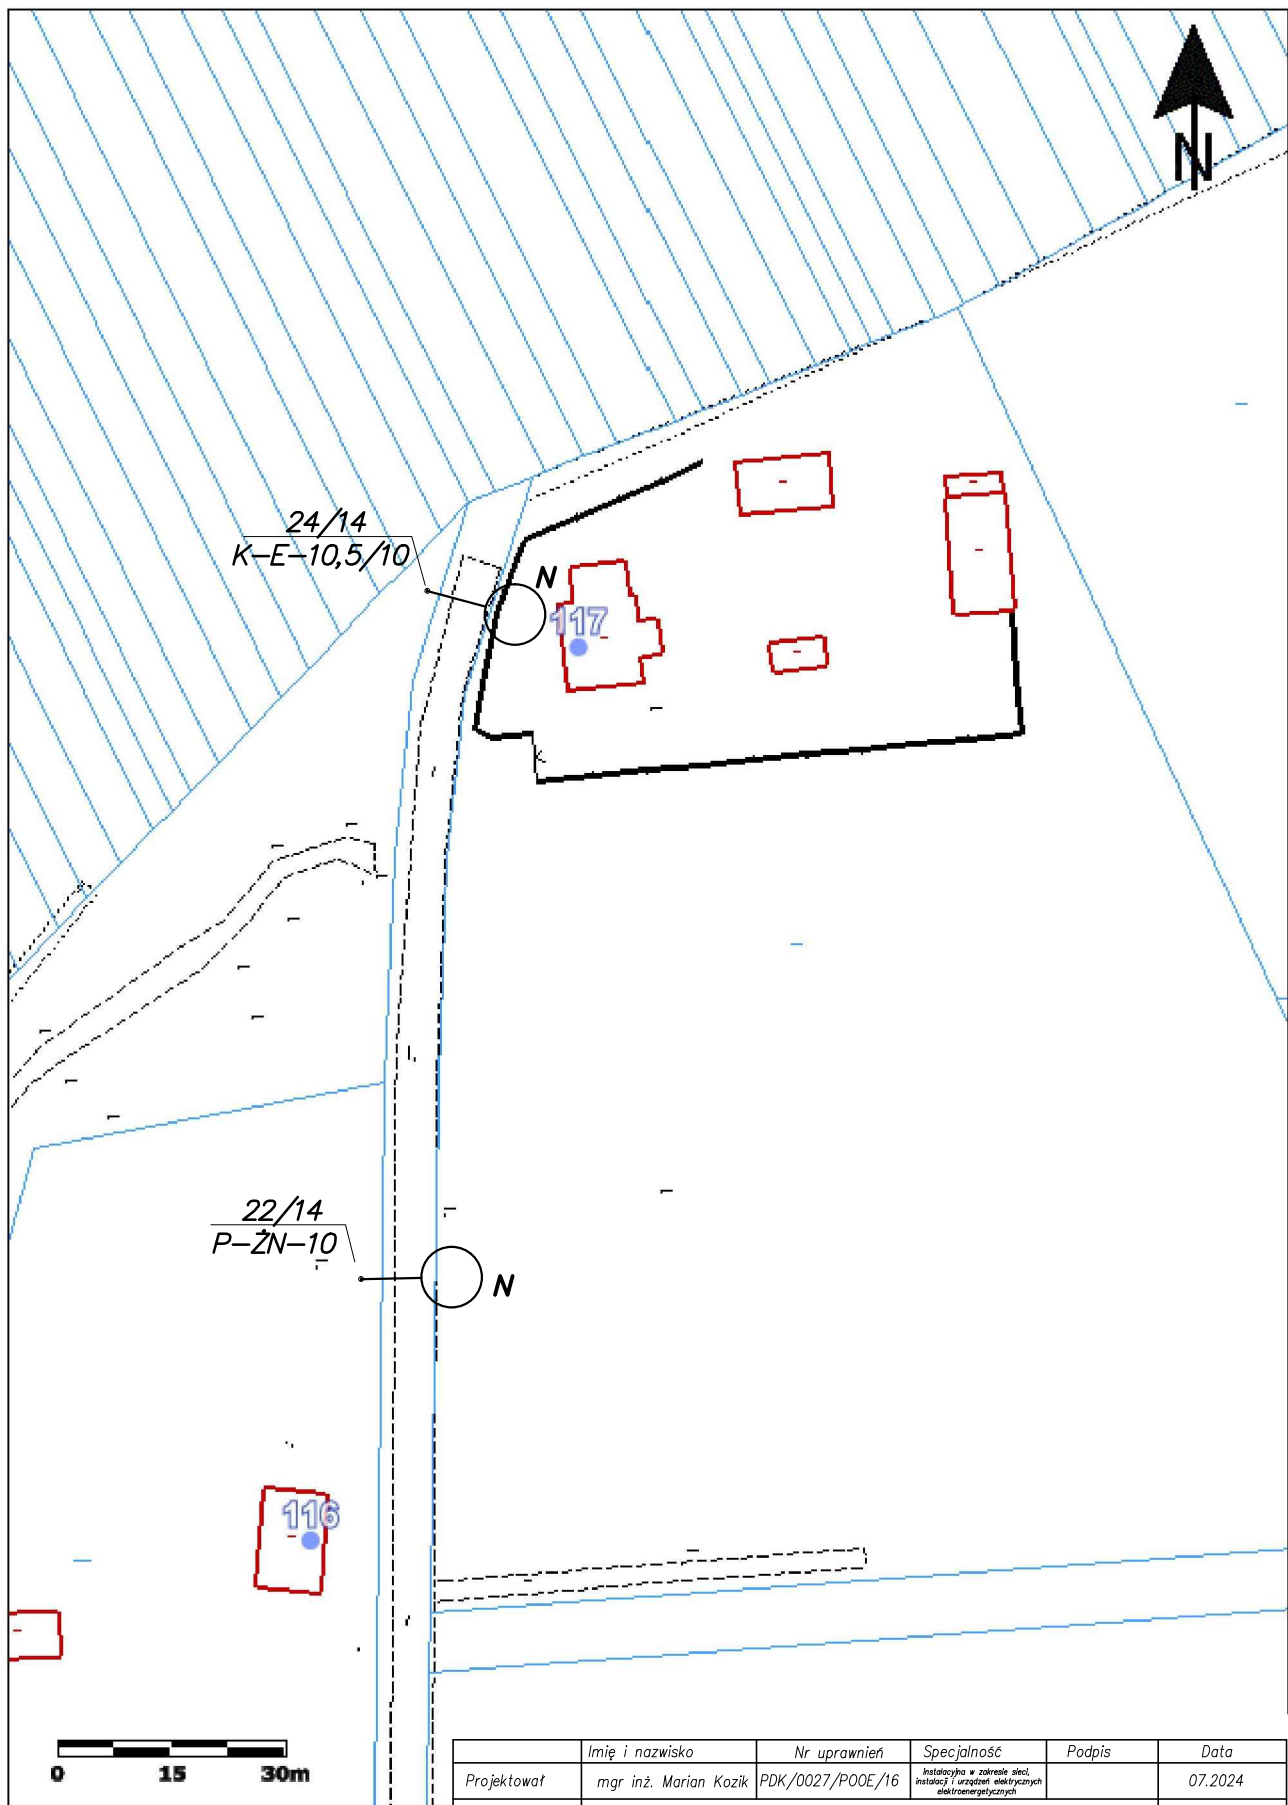 N
24/14
K-E-10,5/10
N
117
22/14
P-ŻN-10
N
116
0 15 30m
Imię i nazwisko Nr uprawnień Specjalność Podpis Data
Projektował mgr inż. Marian Kozik PDK/0027/POOE/16 Instalacyjna w zakresie sieci, 07.2024
instalacji i urządzeń elektrycznych
elektroenergetycznych